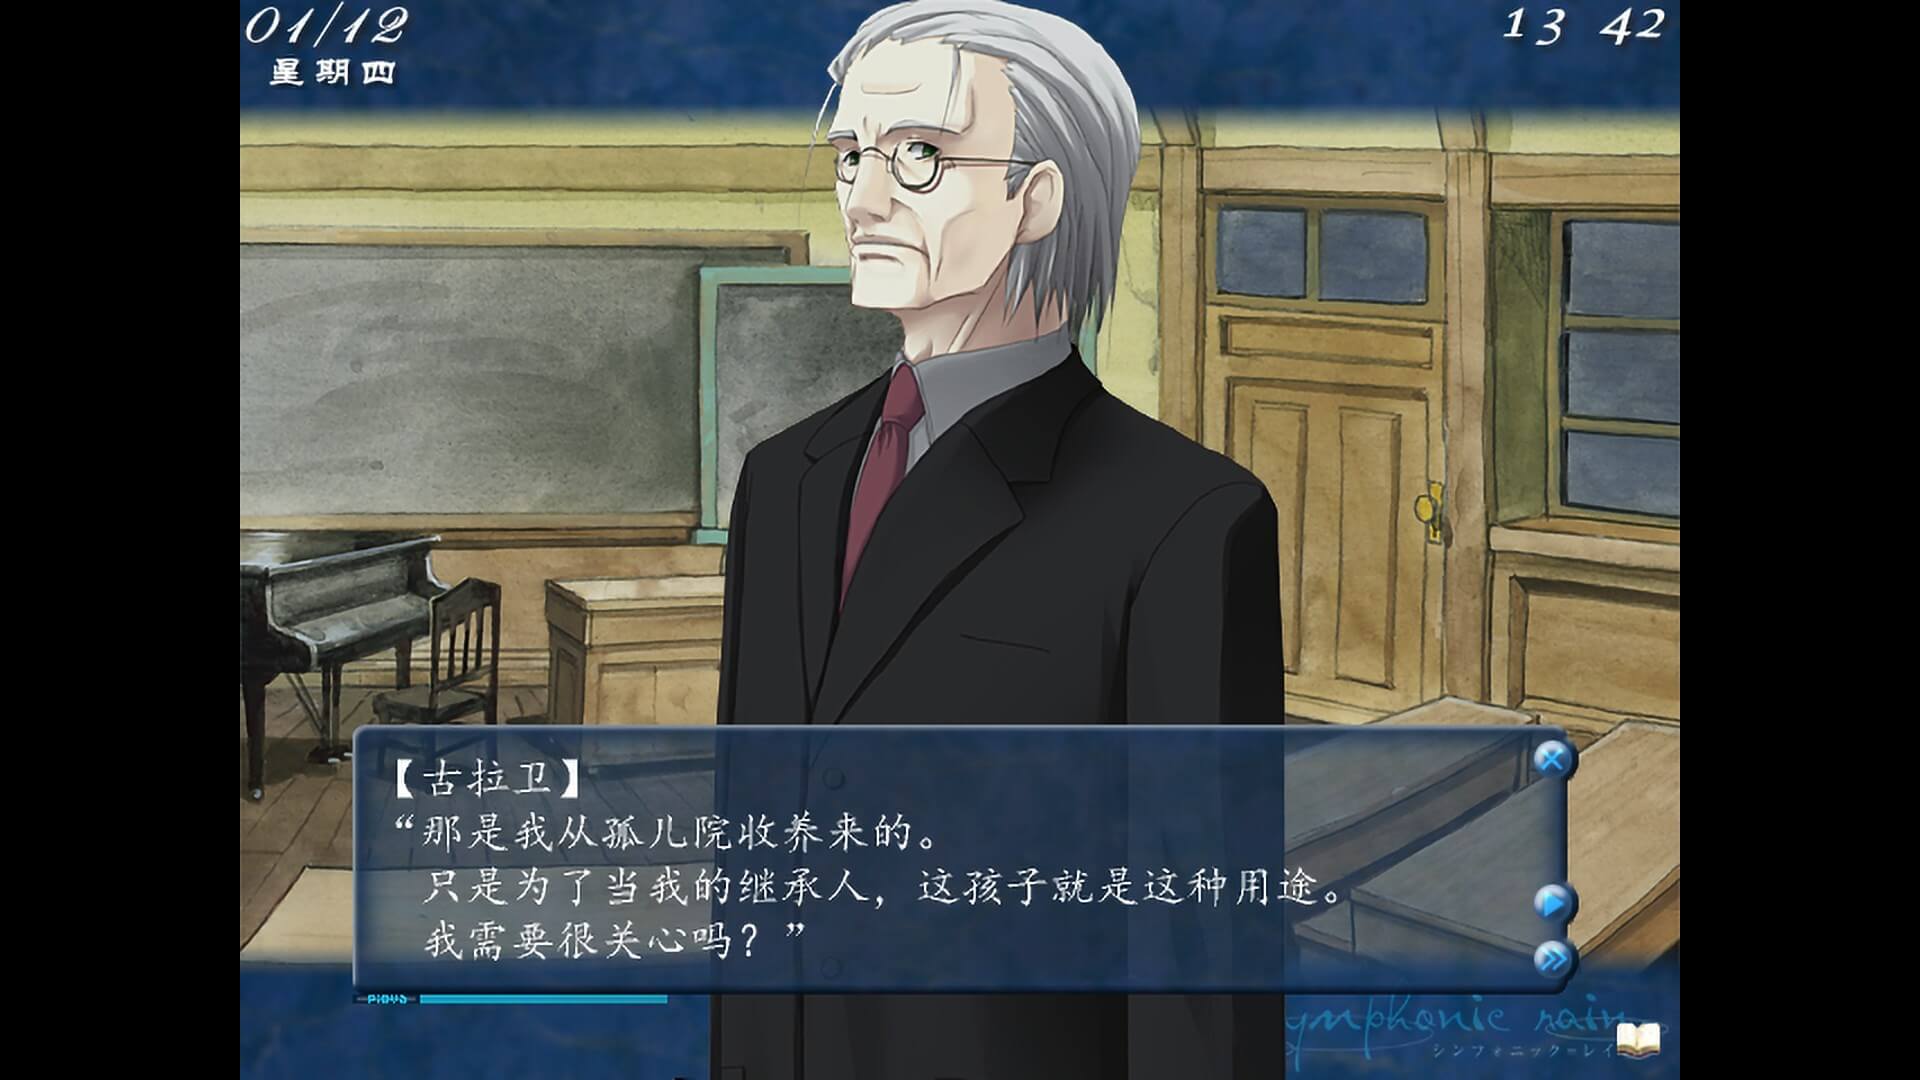 01/12
星期四
13 42
【古拉卫】
“那是我从孤儿院收养来的。
只是为了当我的继承人，这孩子就是这种用途。
我需要很关心吗？”
ymphonic rain
シンフォニック=レイ